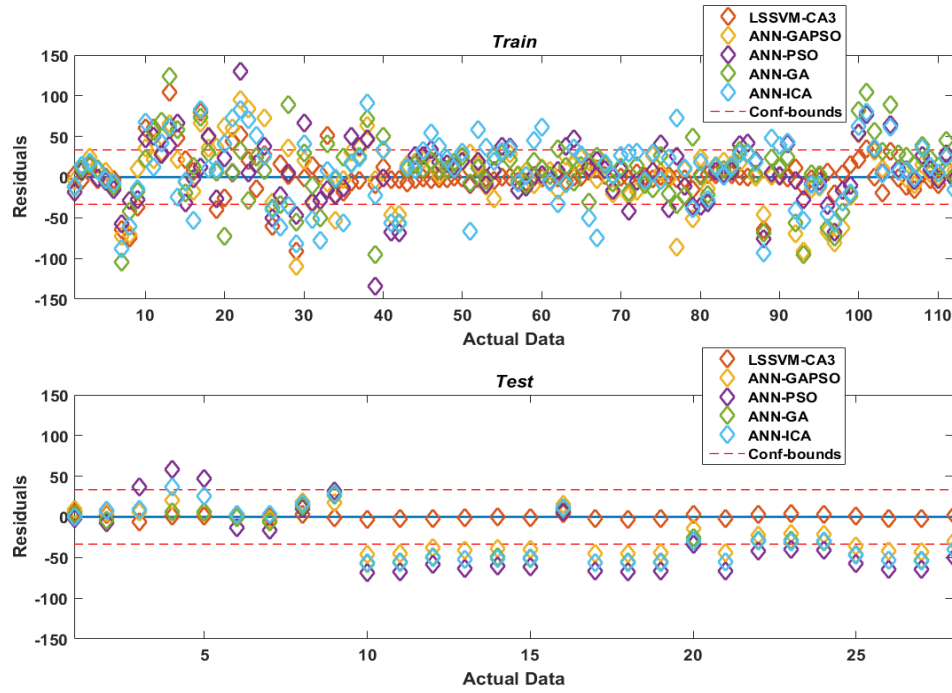 Train
LSSVM-CA3
ANN-GAPSO
ANN-PSO
ANN-GA
ANN-ICA
Conf-bounds
Residuals
150
100
50
0
-50
-100
-150
10 20 30 40 50 60 70 80 90 100 110
Actual Data
Test
LSSVM-CA3
ANN-GAPSO
ANN-PSO
ANN-GA
ANN-ICA
Conf-bounds
Residuals
150
100
50
0
-50
-100
-150
5 10 15 20 25
Actual Data